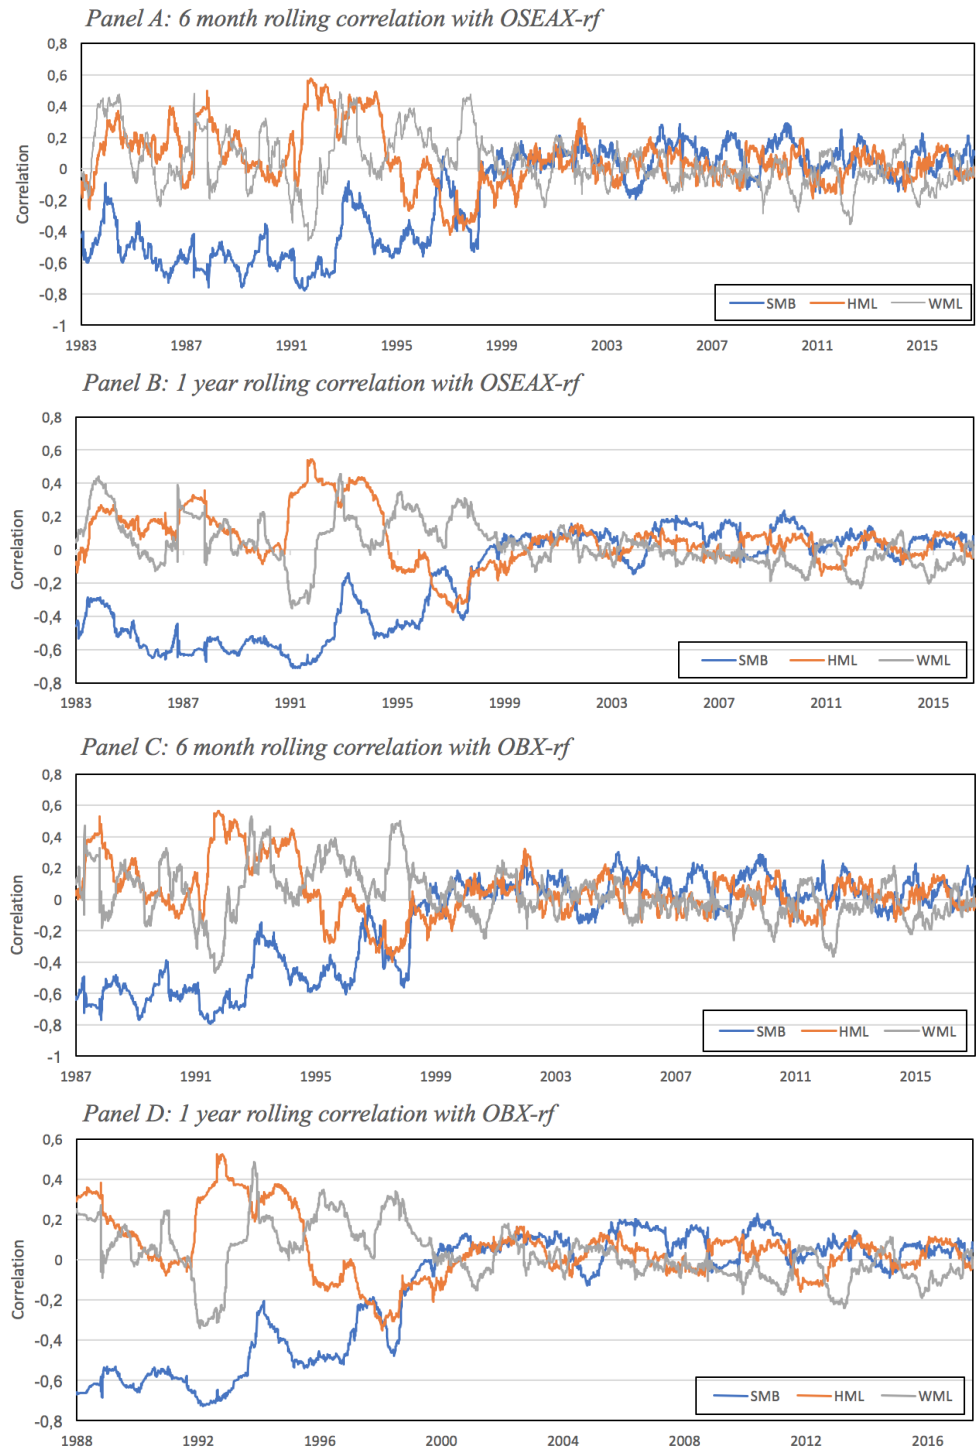 Panel A: 6 month rolling correlation with OSEAX-rf
0,8
0,6
0,4
0,2
0
-0,2
-0,4
-0,6
-0,8
-1
Correlation
SMB HML WML
1983 1987 1991 1995 1999 2003 2007 2011 2015
Panel B: 1 year rolling correlation with OSEAX-rf
0,8
0,6
0,4
0,2
0
-0,2
-0,4
-0,6
-0,8
Correlation
SMB HML WML
1983 1987 1991 1995 1999 2003 2007 2011 2015
Panel C: 6 month rolling correlation with OBX-rf
0,8
0,6
0,4
0,2
0
-0,2
-0,4
-0,6
-0,8
-1
Correlation
SMB HML WML
1987 1991 1995 1999 2003 2007 2011 2015
Panel D: 1 year rolling correlation with OBX-rf
0,6
0,4
0,2
0
-0,2
-0,4
-0,6
-0,8
Correlation
SMB HML WML
1988 1992 1996 2000 2004 2008 2012 2016